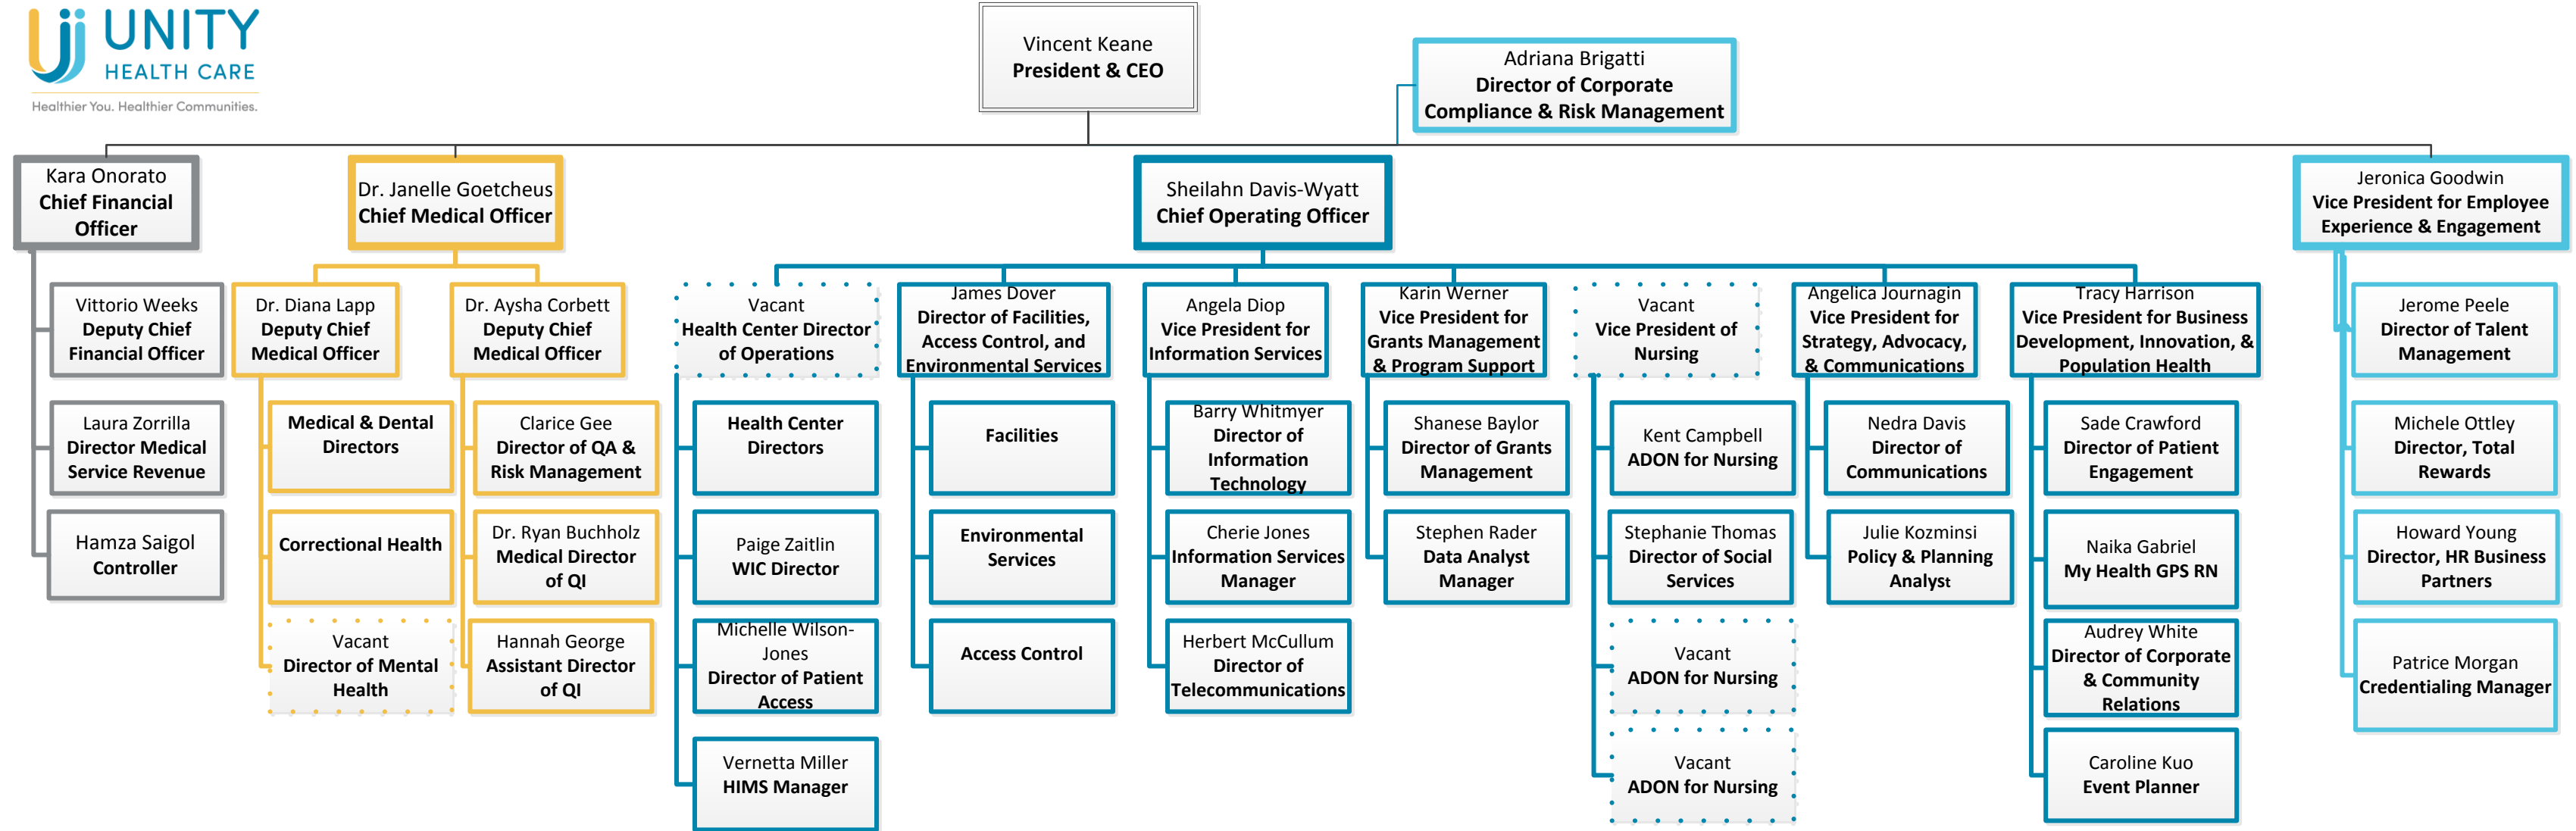 UNITY
HEALTH CARE
Healthier You. Healthier Communities.
Vincent Keane
President & CEO
Adriana Brigatti
Director of Corporate
Compliance & Risk Management
Kara Onorato
Chief Financial
Officer
Dr. Janelle Goetcheus
Chief Medical Officer
Sheilahn Davis-Wyatt
Chief Operating Officer
Jeronica Goodwin
Vice President for Employee
Experience & Engagement
Vittorio Weeks
Deputy Chief
Financial Officer
Laura Zorrilla
Director Medical
Service Revenue
Hamza Saigol
Controller
Dr. Diana Lapp
Deputy Chief
Medical Officer
Medical & Dental
Directors
Correctional Health
Vacant
Director of Mental
Health
Dr. Aysha Corbett
Deputy Chief
Medical Officer
Clarice Gee
Director of QA &
Risk Management
Dr. Ryan Buchholz
Medical Director
of QI
Hannah George
Assistant Director
of QI
Vacant
Health Center Director
of Operations
Health Center
Directors
Paige Zaitlin
WIC Director
Michelle Wilson-
Jones
Director of Patient
Access
Vernetta Miller
HIMS Manager
James Dover
Director of Facilities,
Access Control, and
Environmental Services
Facilities
Environmental
Services
Access Control
Angela Diop
Vice President for
Information Services
Barry Whitmyer
Director of
Information
Technology
Cherie Jones
Information Services
Manager
Herbert McCullum
Director of
Telecommunications
Karin Werner
Vice President for
Grants Management
& Program Support
Shanese Baylor
Director of Grants
Management
Stephen Rader
Data Analyst
Manager
Vacant
Vice President of
Nursing
Kent Campbell
ADON for Nursing
Stephanie Thomas
Director of Social
Services
Vacant
ADON for Nursing
Vacant
ADON for Nursing
Angelica Journagin
Vice President for
Strategy, Advocacy,
& Communications
Nedra Davis
Director of
Communications
Julie Kozminsi
Policy & Planning
Analyst
Tracy Harrison
Vice President for Business
Development, Innovation, &
Population Health
Sade Crawford
Director of Patient
Engagement
Naika Gabriel
My Health GPS RN
Audrey White
Director of Corporate
& Community
Relations
Caroline Kuo
Event Planner
Jerome Peele
Director of Talent
Management
Michele Ottley
Director, Total
Rewards
Howard Young
Director, HR Business
Partners
Patrice Morgan
Credentialing Manager